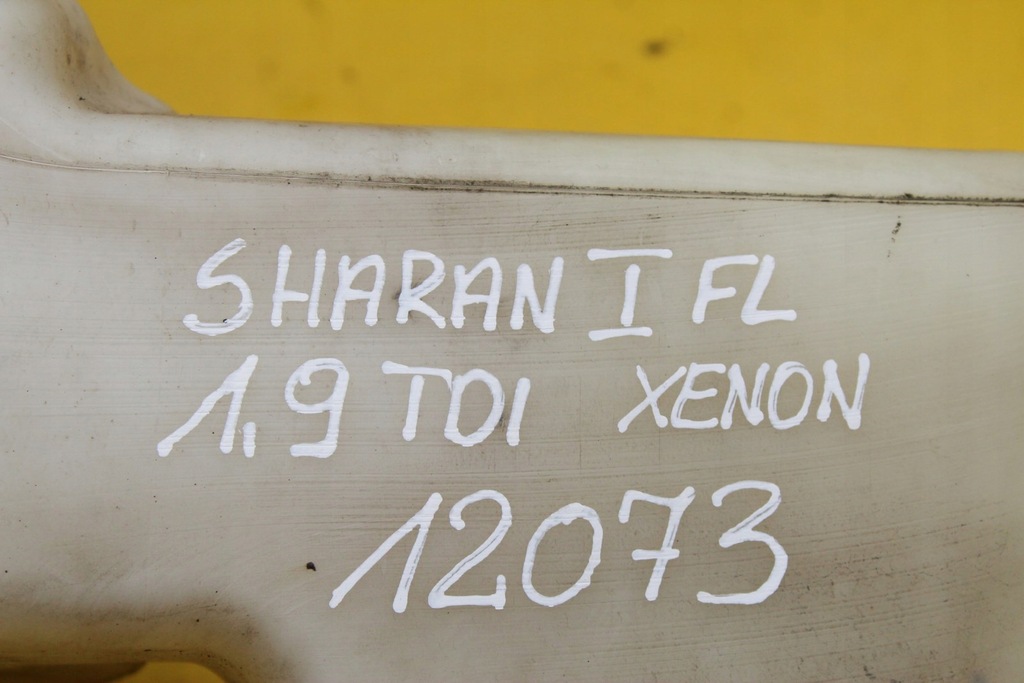 SHARAN I FL
1,9 TDI XENON
12073